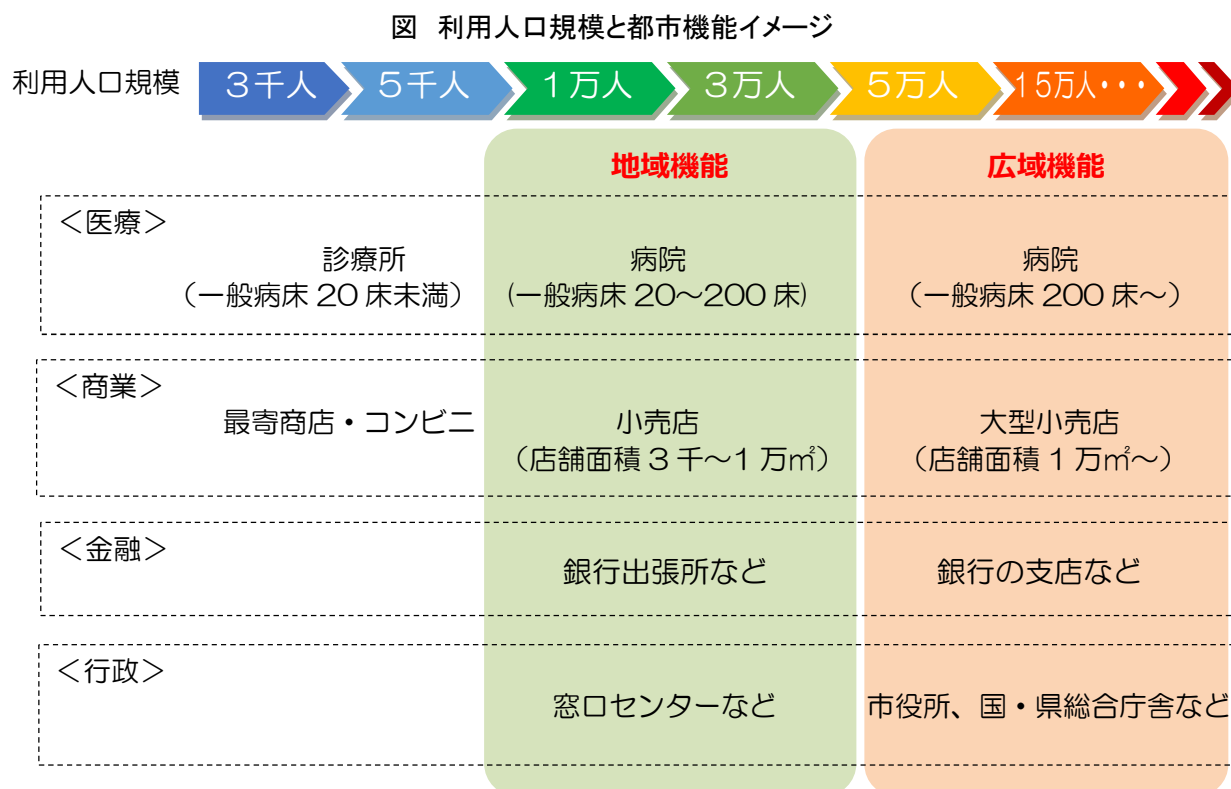 図 利用人口規模と都市機能イメージ
利用人口規模 3千人 5千人 1万人 3万人 5万人 15万人・・・
地域機能 広域機能
＜医療＞
診療所 病院 病院
（一般病床 20 床未満） (一般病床 20～200 床) （一般病床 200 床～）
＜商業＞
最寄商店・コンビニ 小売店 大型小売店
（店舗面積 3 千～1 万㎡） （店舗面積 1 万㎡～）
＜金融＞
銀行出張所など 銀行の支店など
＜行政＞
窓口センターなど 市役所、国・県総合庁舎など